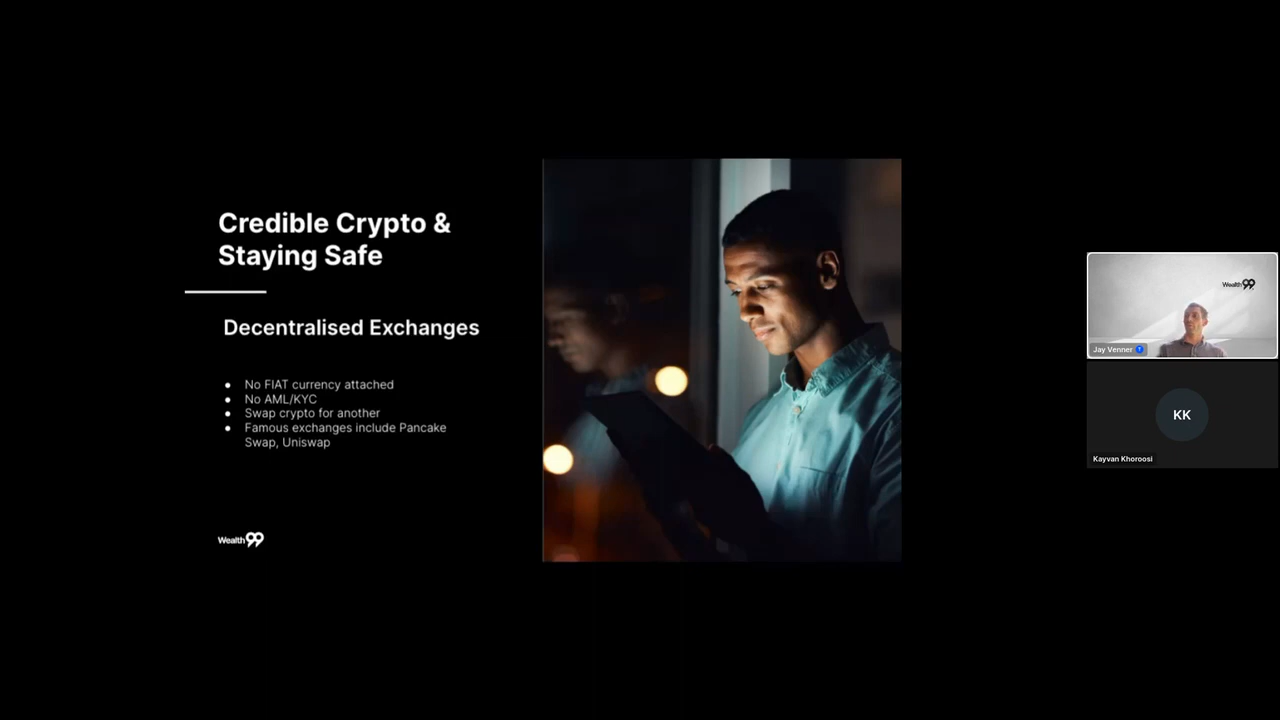 Credible Crypto &
Staying Safe
Decentralised Exchanges
● No FIAT currency attached
● No AML/KYC
● Swap crypto for another
● Famous exchanges include Pancake
Swap, Uniswap
Wealth99
Wealth99
Jay Venner
KK
Kayvan Khoroosi